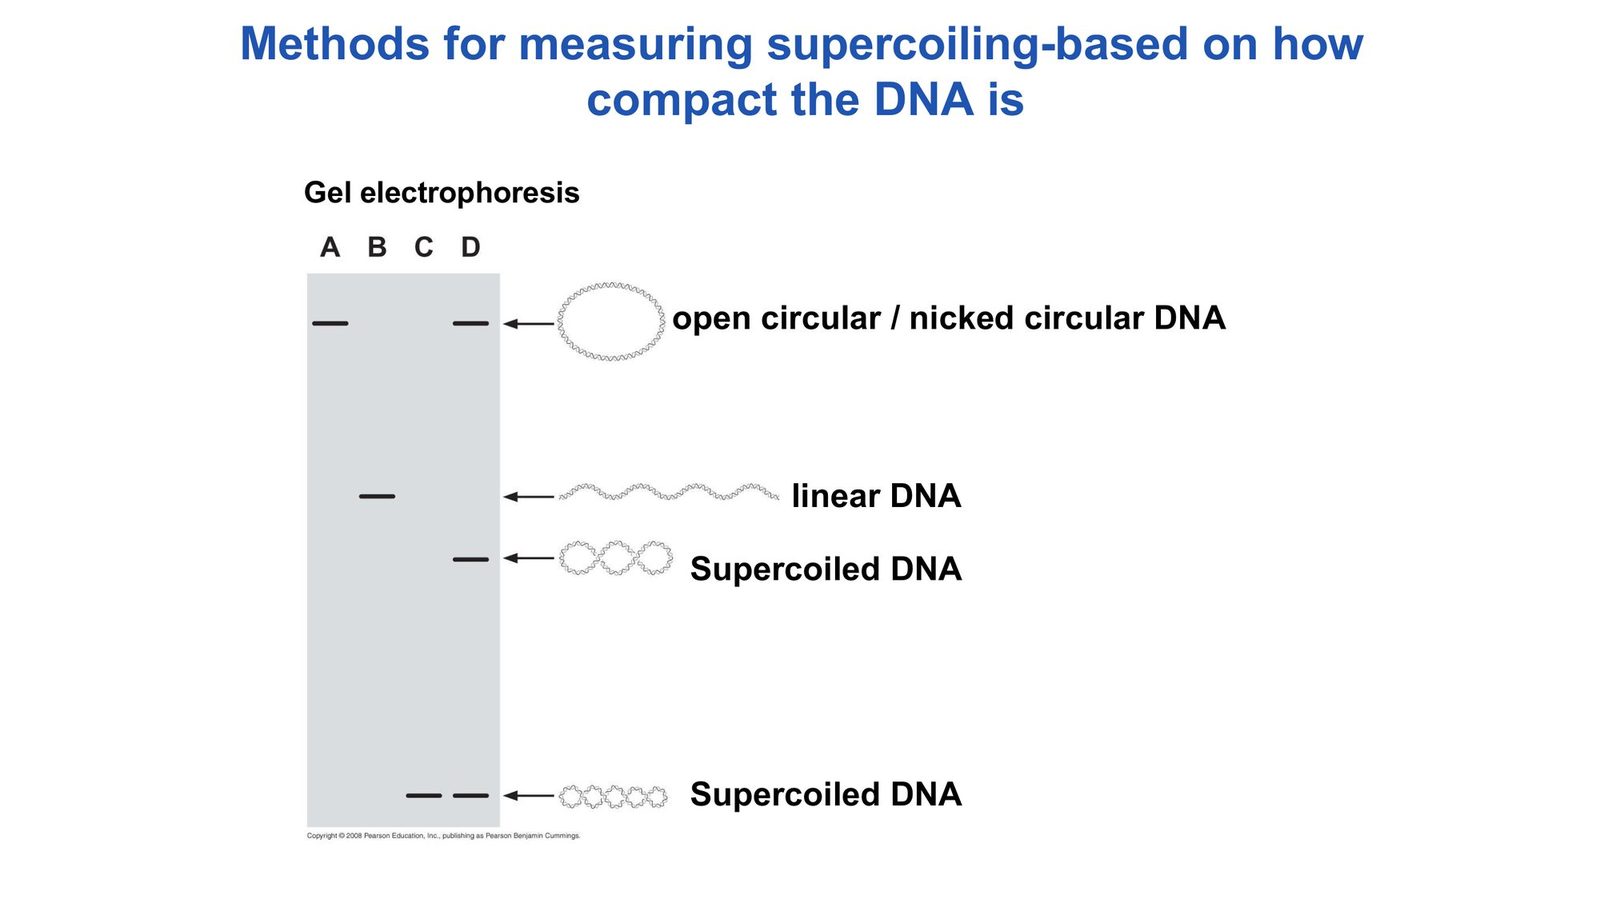 Methods for measuring supercoiling-based on how
compact the DNA is
Gel electrophoresis
A B C D
open circular / nicked circular DNA
linear DNA
Supercoiled DNA
Supercoiled DNA
Copyright © 2008 Pearson Education, Inc., publishing as Pearson Benjamin Cummings.